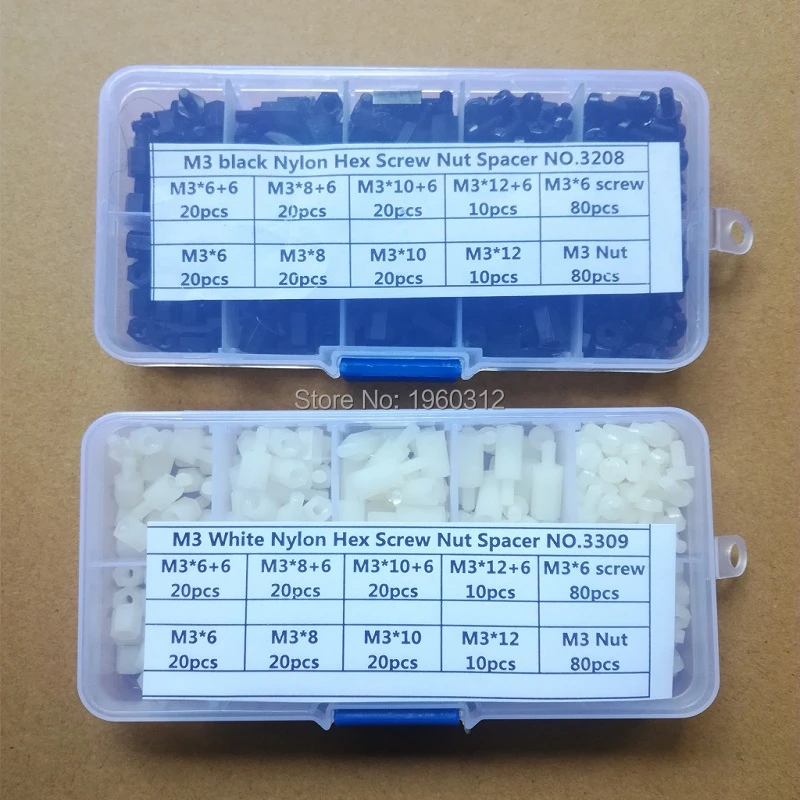 M3 black Nylon Hex Screw Nut Spacer NO.3208
M3*6+6 M3*8+6 M3*10+6 M3*12+6 M3*6 screw
20pcs 20pcs 20pcs 10pcs 80pcs
M3*6 M3*8 M3*10 M3*12 M3 Nut
20pcs 20pcs 20pcs 10pcs 80pcs
Store No: 1960312
M3 White Nylon Hex Screw Nut Spacer NO.3309
M3*6+6 M3*8+6 M3*10+6 M3*12+6 M3*6 screw
20pcs 20pcs 20pcs 10pcs 80pcs
M3*6 M3*8 M3*10 M3*12 M3 Nut
20pcs 20pcs 20pcs 10pcs 80pcs